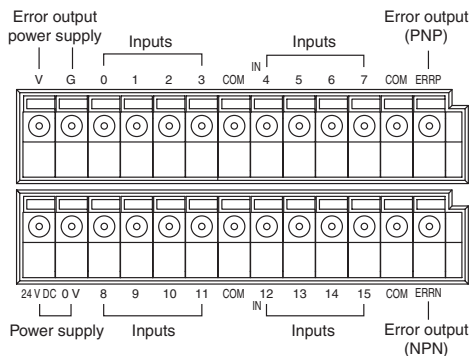 Error output power supply
Inputs
Inputs
Error output (PNP)
V G 0 1 2 3 COM IN 4 5 6 7 COM ERRP
24 V DC 0 V 8 9 10 11 COM IN 12 13 14 15 COM ERRN
Power supply
Inputs
Inputs
Error output (NPN)